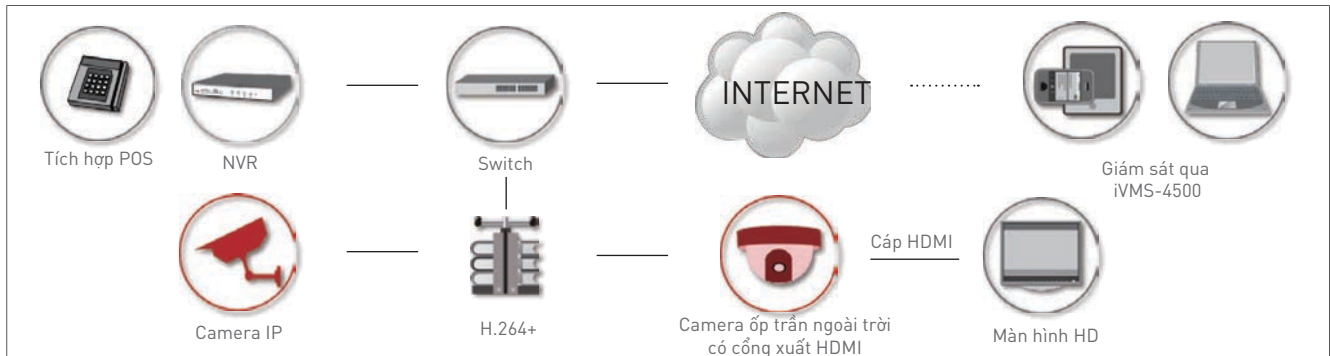 INTERNET
Tích hợp POS
NVR
Switch
Giám sát qua
iVMS-4500
Cáp HDMI
Camera IP
H.264+
Camera ốp trần ngoài trời
có cổng xuất HDMI
Màn hình HD